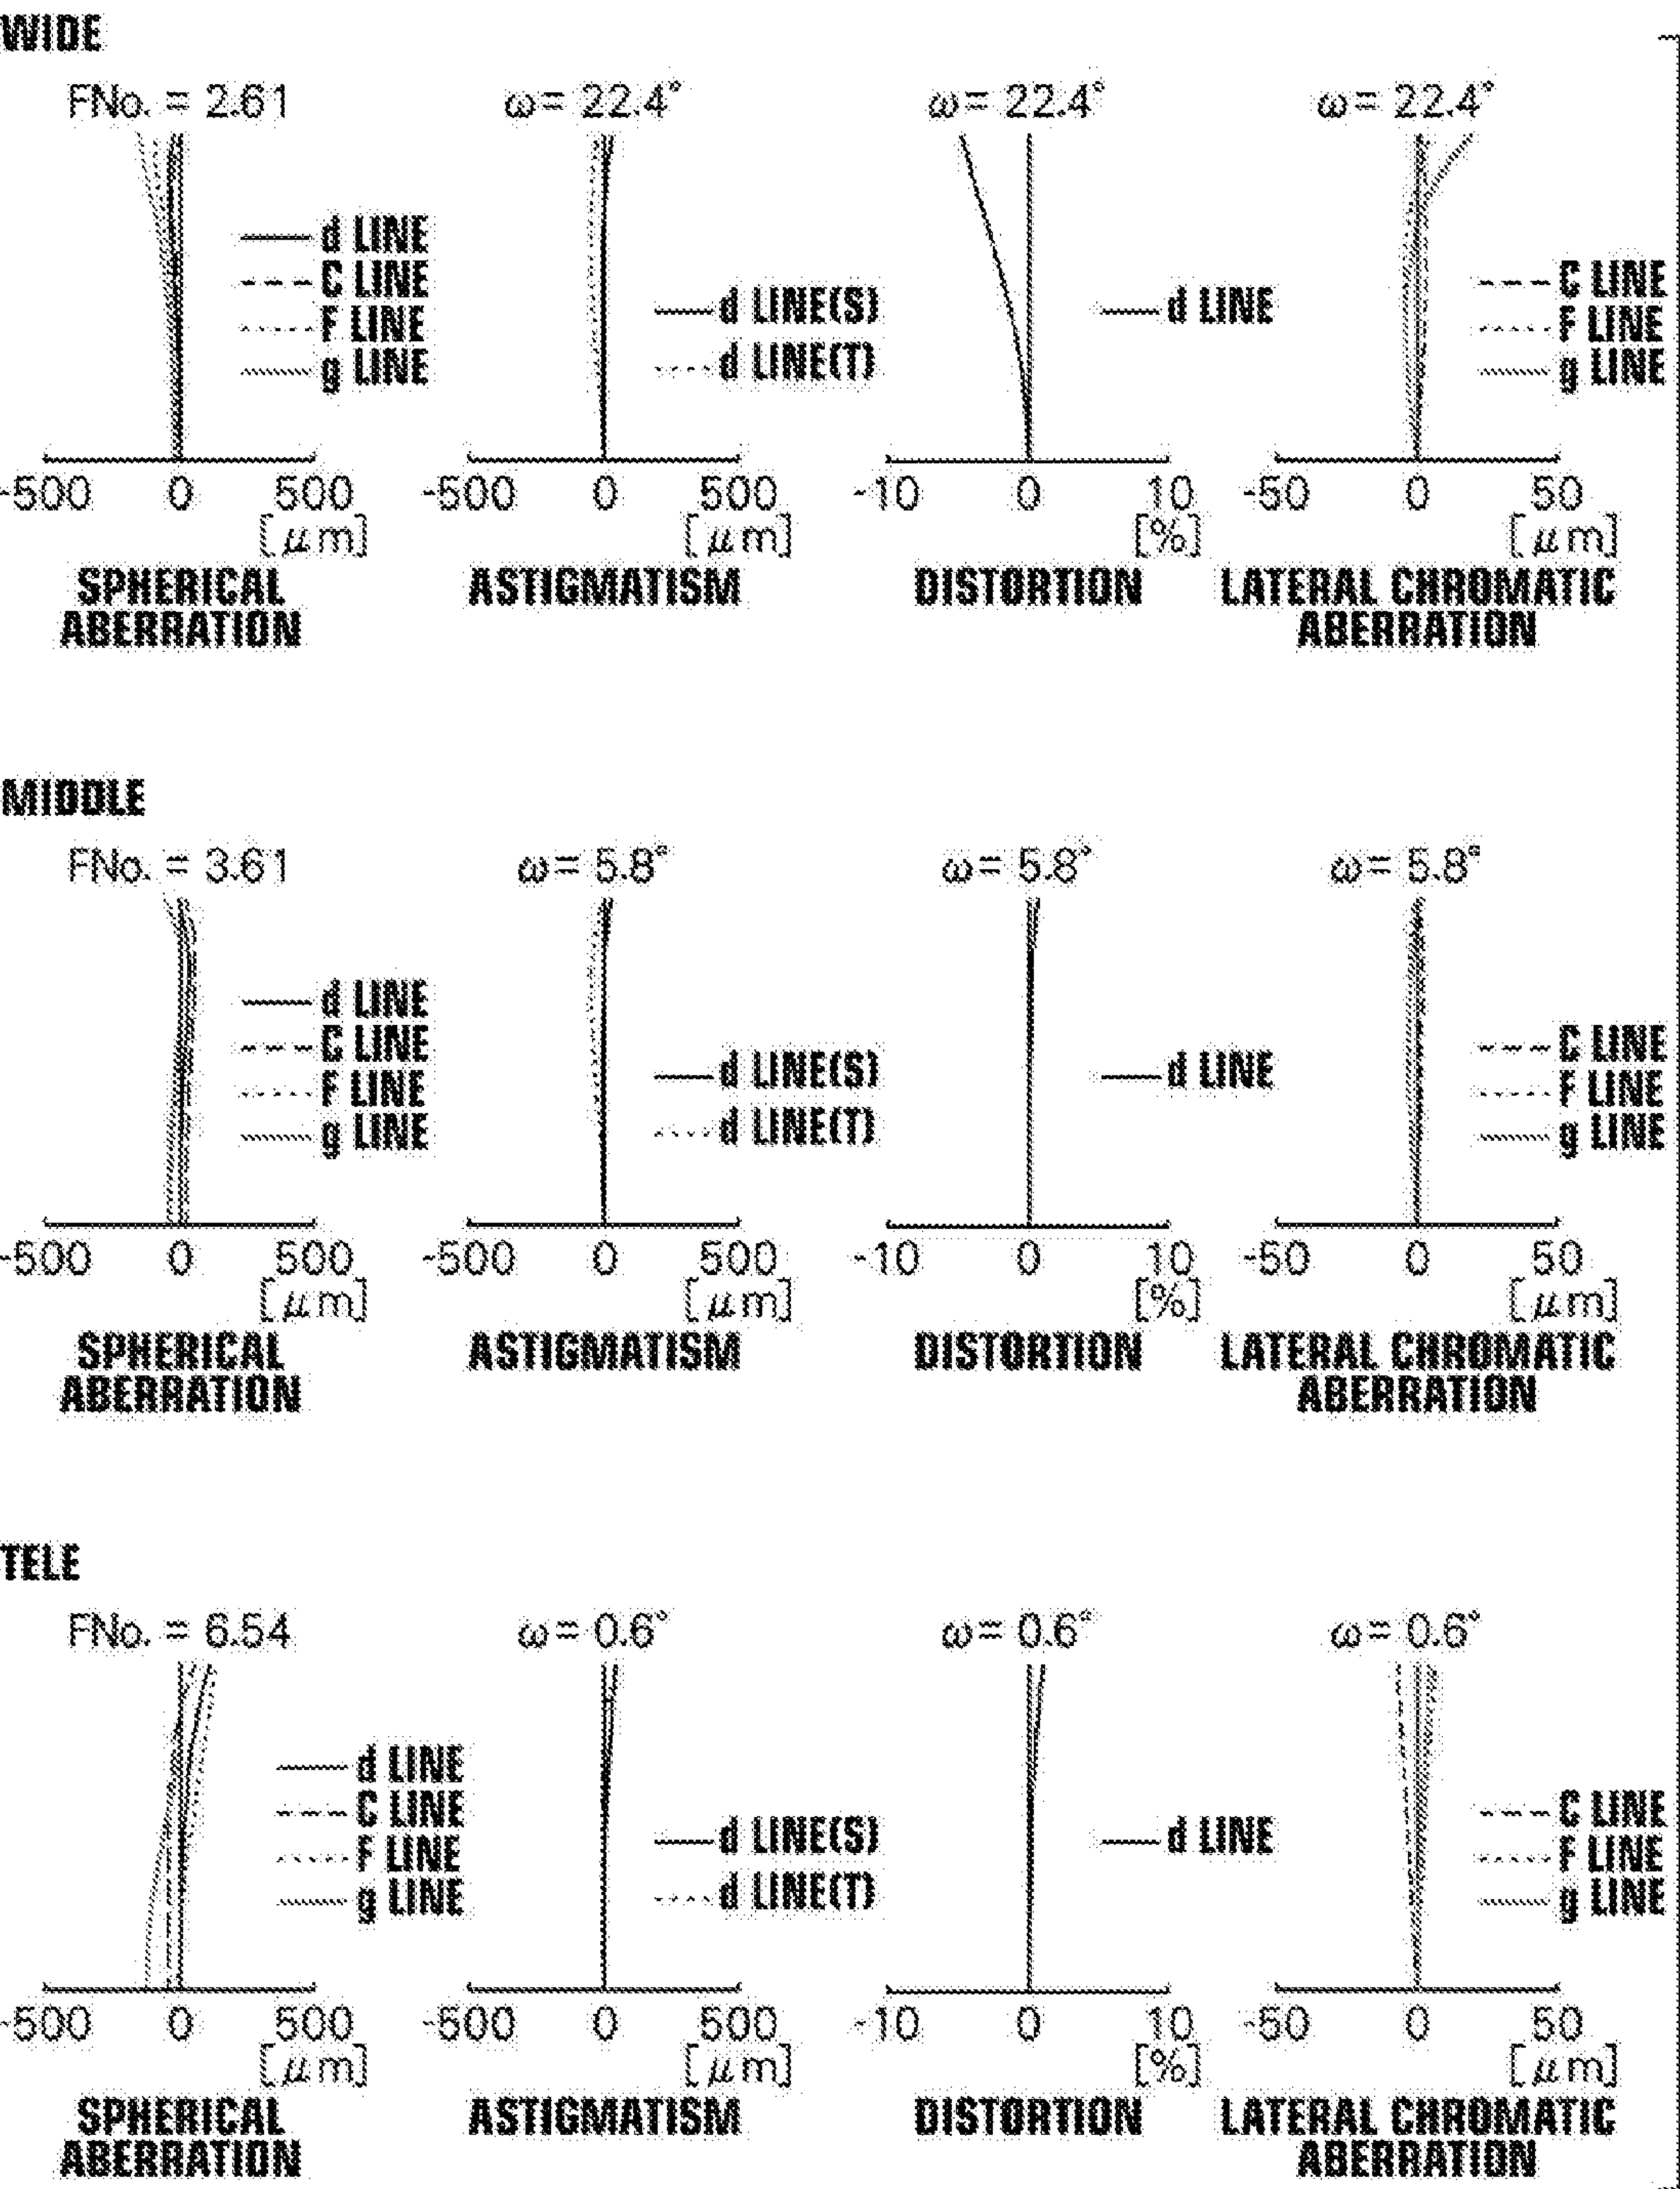 WIDE
FNo. = 2.61
ω = 22.4°
ω = 22.4°
ω = 22.4°
d LINE
C LINE
F LINE
g LINE
d LINE(S)
d LINE(T)
d LINE
C LINE
F LINE
g LINE
-500 0 500
[μm]
-500 0 500
[μm]
-10 0 10
[%]
-50 0 50
[μm]
SPHERICAL
ABERRATION
ASTIGMATISM
DISTORTION
LATERAL CHROMATIC
ABERRATION
MIDDLE
FNo. = 3.61
ω = 5.8°
ω = 5.8°
ω = 5.8°
d LINE
C LINE
F LINE
g LINE
d LINE(S)
d LINE(T)
d LINE
C LINE
F LINE
g LINE
-500 0 500
[μm]
-500 0 500
[μm]
-10 0 10
[%]
-50 0 50
[μm]
SPHERICAL
ABERRATION
ASTIGMATISM
DISTORTION
LATERAL CHROMATIC
ABERRATION
TELE
FNo. = 6.54
ω = 0.6°
ω = 0.6°
ω = 0.6°
d LINE
C LINE
F LINE
g LINE
d LINE(S)
d LINE(T)
d LINE
C LINE
F LINE
g LINE
-500 0 500
[μm]
-500 0 500
[μm]
-10 0 10
[%]
-50 0 50
[μm]
SPHERICAL
ABERRATION
ASTIGMATISM
DISTORTION
LATERAL CHROMATIC
ABERRATION